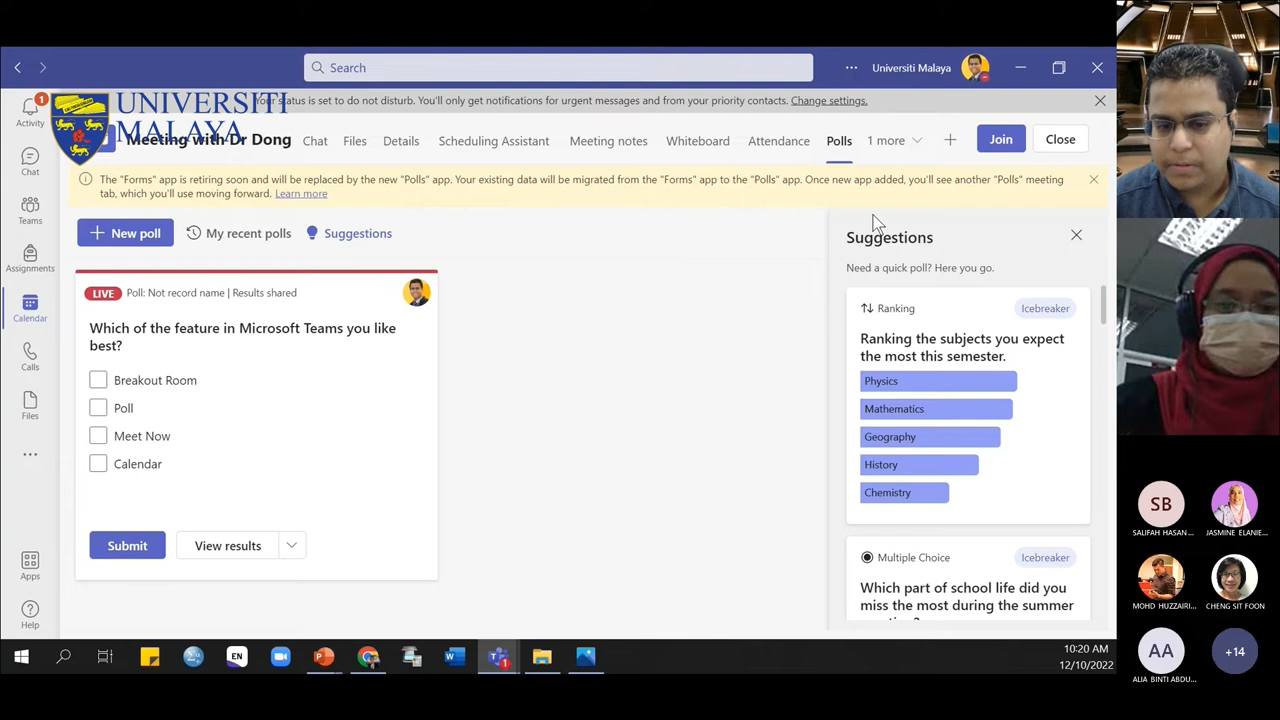 Search
Universiti Malaya
UNIVERSITI
MALAYA
Your status is set to do not disturb. You'll only get notifications for urgent messages and from your priority contacts. Change settings.
Activity
1
Chat
Teams
Assignments
Calendar
Calls
Files
Apps
Help
Meeting with Dr Dong
Chat
Files
Details
Scheduling Assistant
Meeting notes
Whiteboard
Attendance
Polls
1 more
Join
Close
The "Forms" app is retiring soon and will be replaced by the new "Polls" app. Your existing data will be migrated from the "Forms" app to the "Polls" app. Once new app added, you'll see another "Polls" meeting
tab, which you'll use moving forward. Learn more
New poll
My recent polls
Suggestions
LIVE
Poll: Not record name | Results shared
Which of the feature in Microsoft Teams you like
best?
Breakout Room
Poll
Meet Now
Calendar
Submit
View results
Suggestions
Need a quick poll? Here you go.
Ranking
Icebreaker
Ranking the subjects you expect
the most this semester.
Physics
Mathematics
Geography
History
Chemistry
Multiple Choice
Icebreaker
Which part of school life did you
miss the most during the summer
SB
SALIFAH HASAN...
JASMINE ELANIE...
MOHD HUZZAIRI...
CHENG SIT FOON
AA
ALIA BINTI ABDU...
+14
EN
1
10:20 AM
12/10/2022